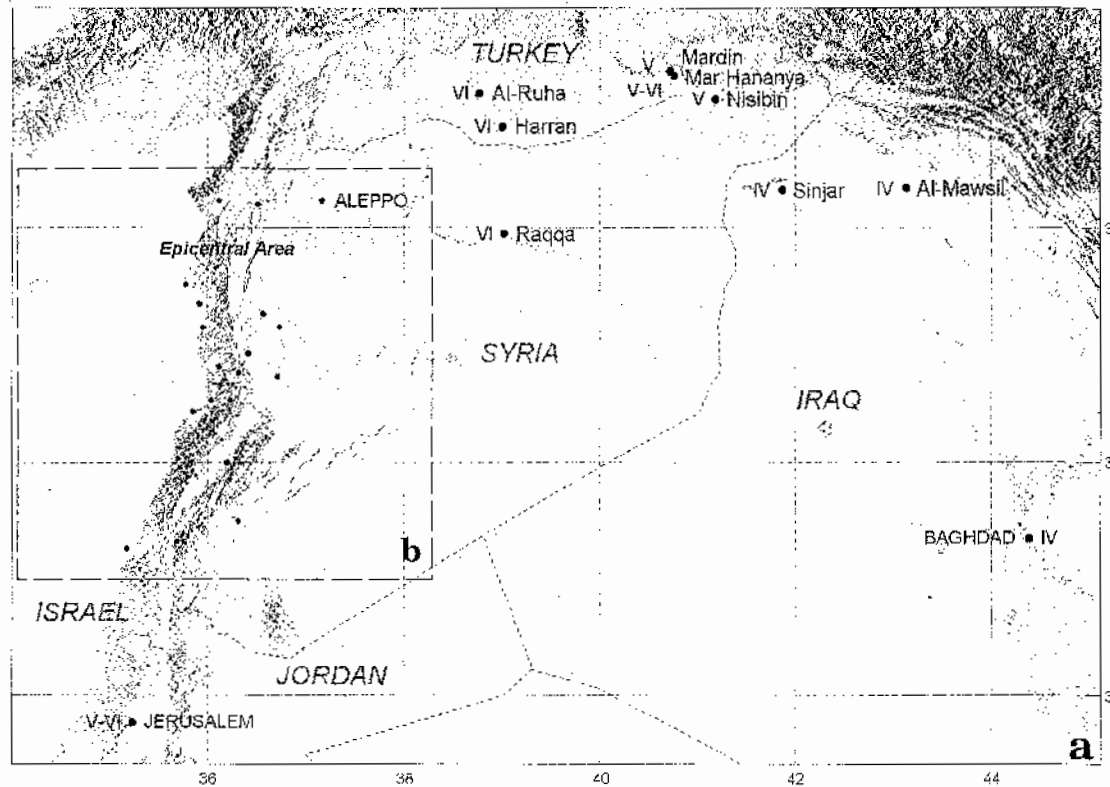 TURKEY
V Mardin
V-VI Mar Hananya
VI Al-Ruha
V Nisibin
VI Harran
IV Sinjar
IV Al-Mawsil
ALEPPO
VI Raqqa
Epicentral Area
SYRIA
IRAQ
BAGHDAD IV
b
ISRAEL
JORDAN
V-VI JERUSALEM
a
36 38 40 42 44